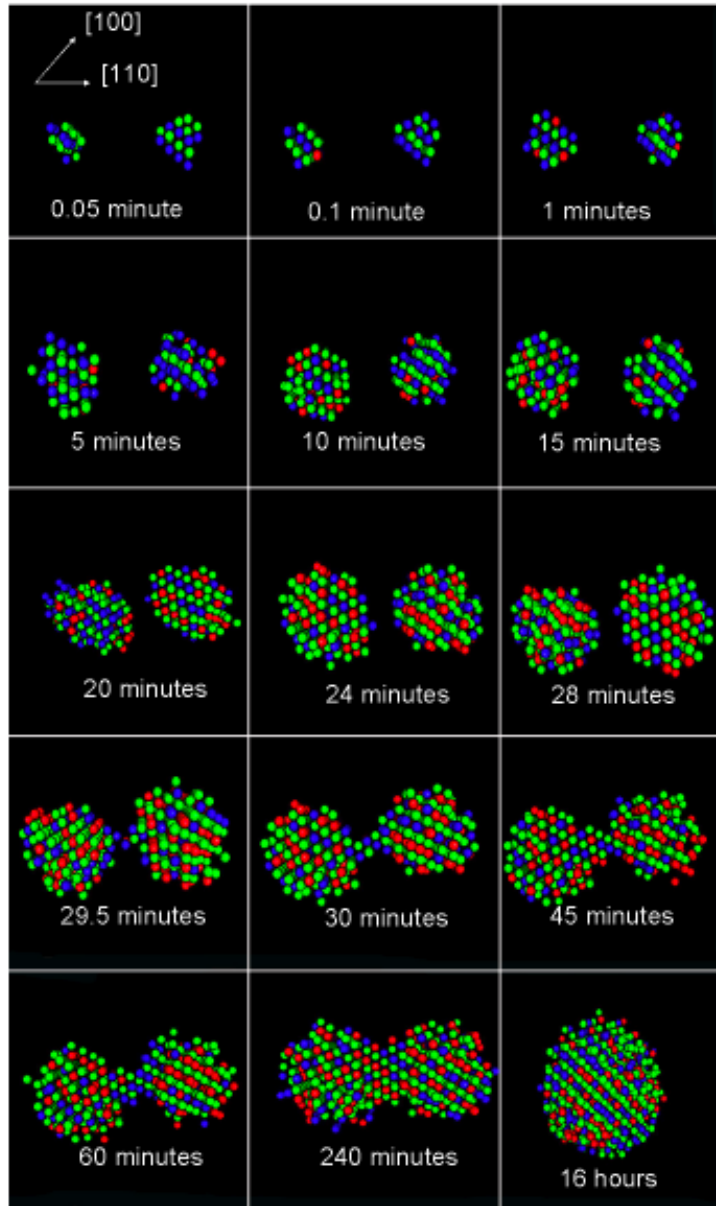 [100]
[110]
0.05 minute
0.1 minute
1 minutes
5 minutes
10 minutes
15 minutes
20 minutes
24 minutes
28 minutes
29.5 minutes
30 minutes
45 minutes
60 minutes
240 minutes
16 hours